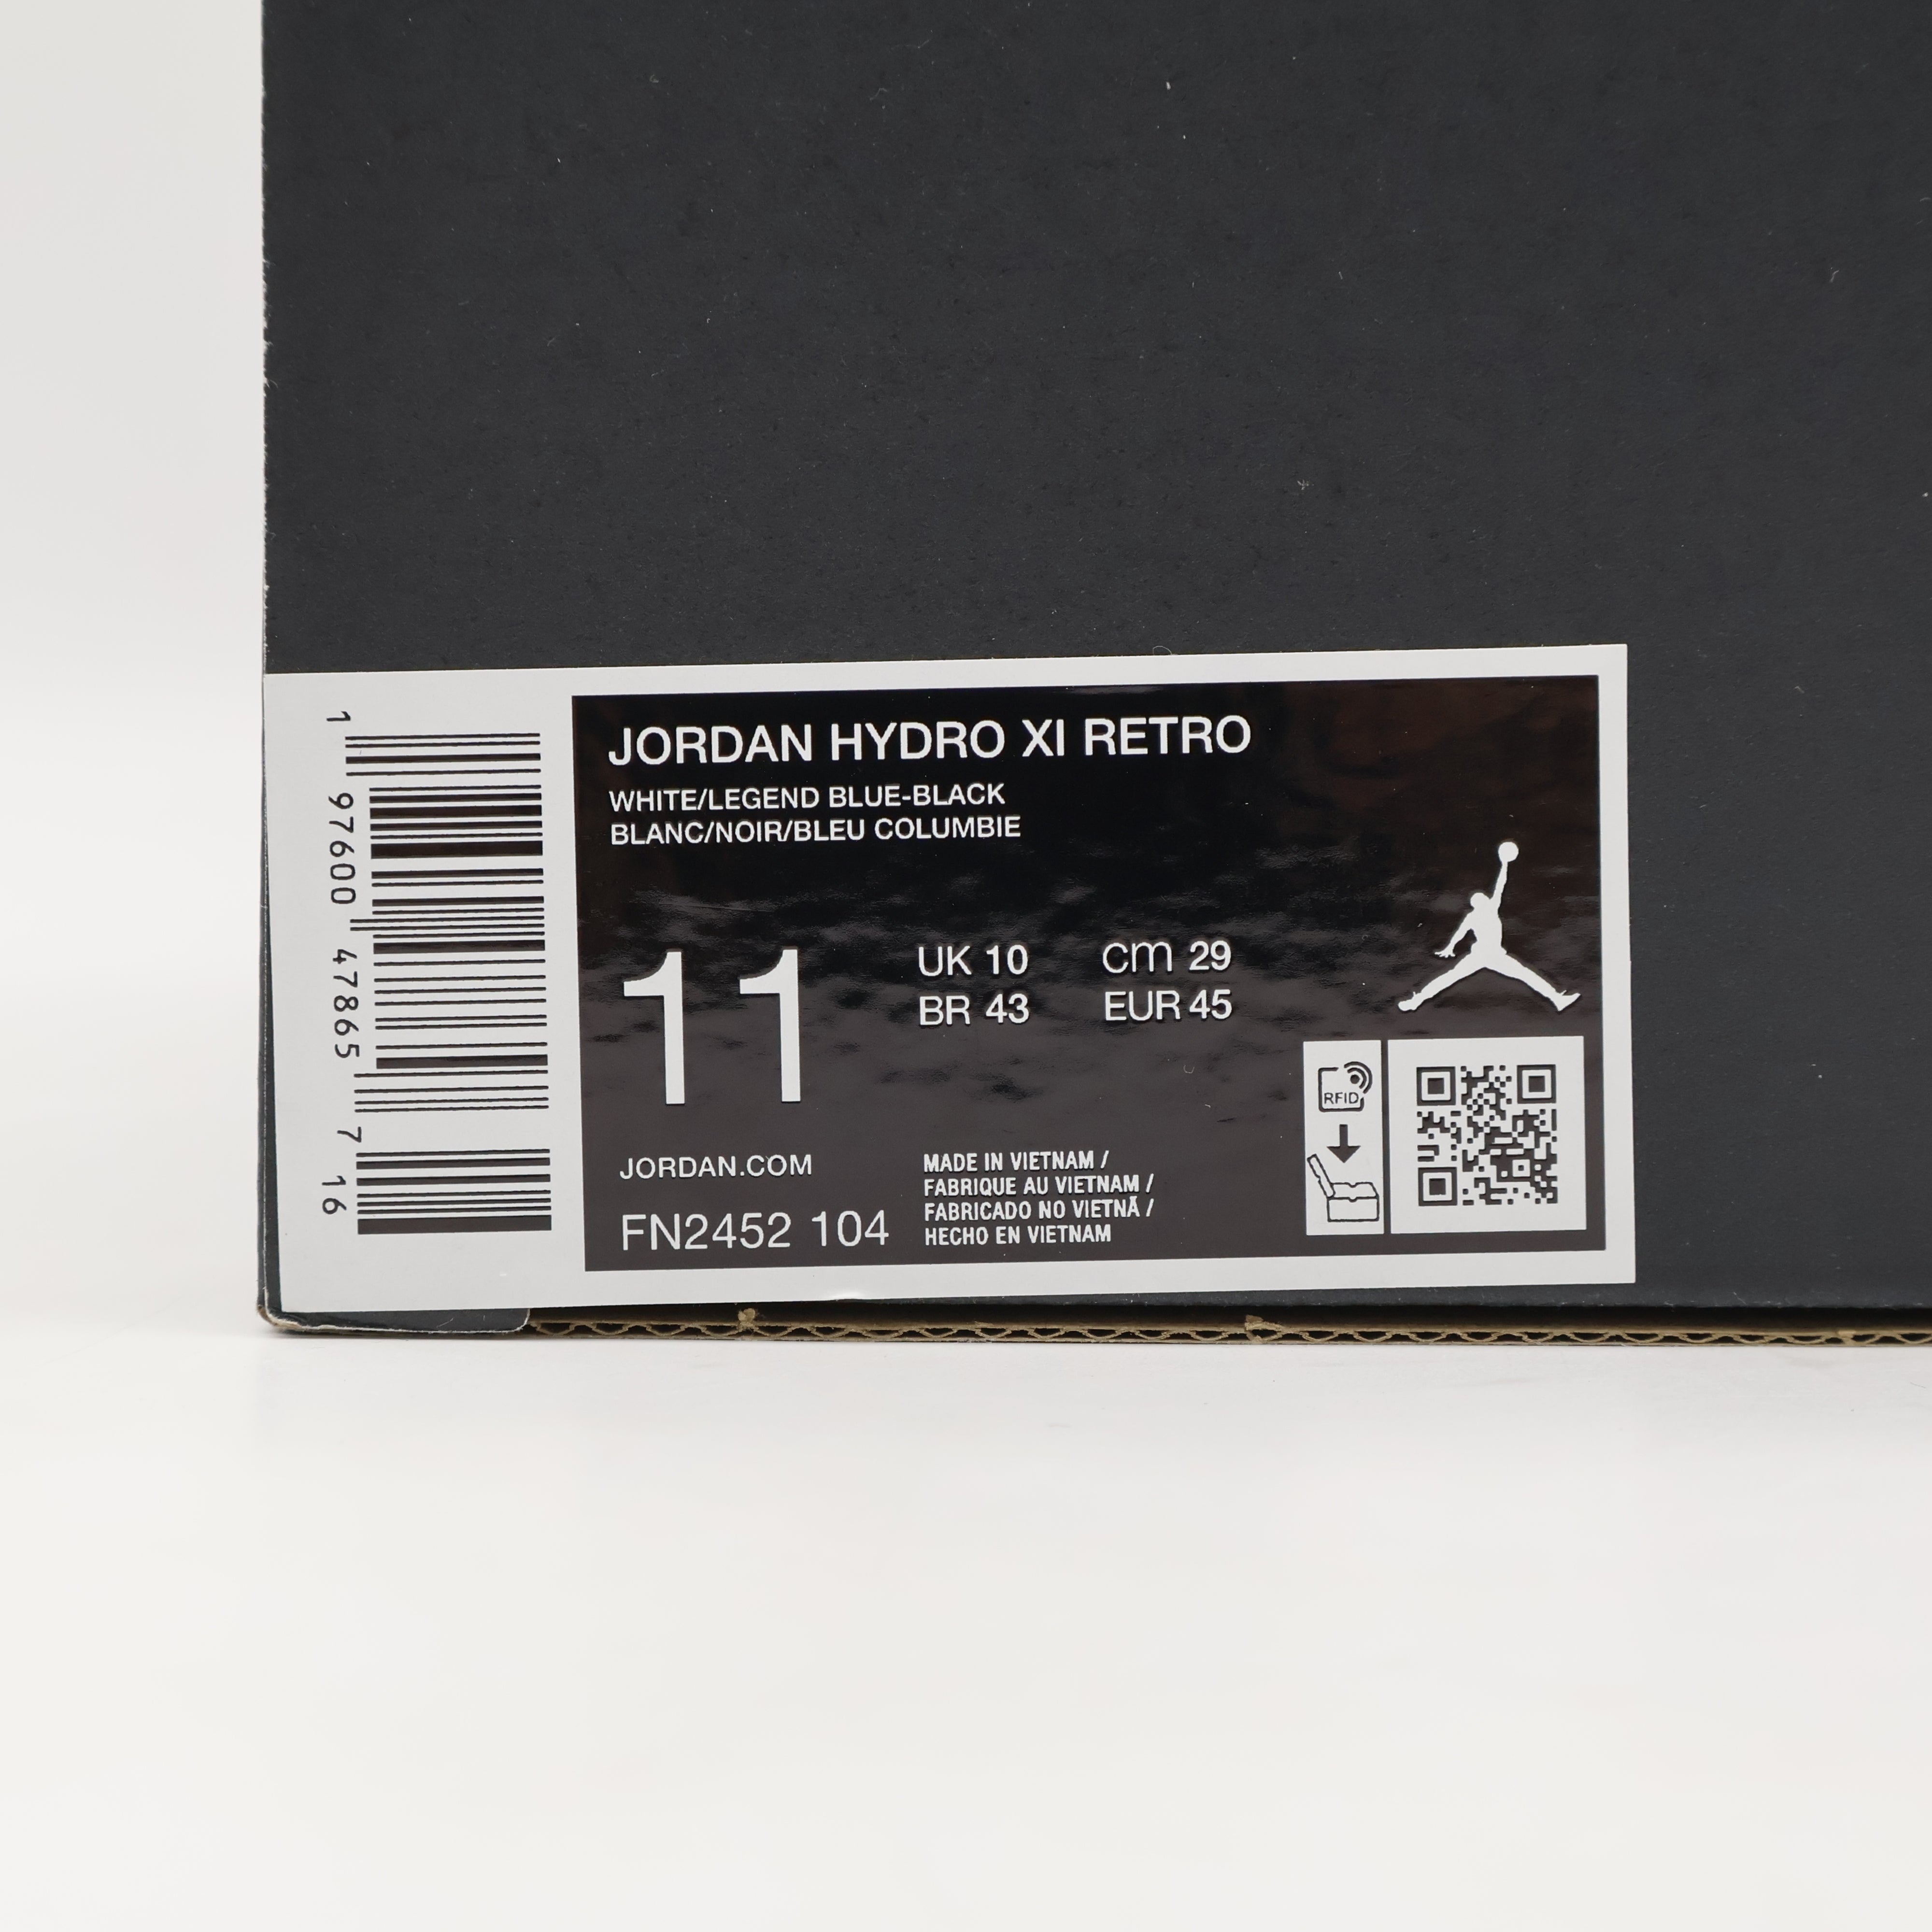 JORDAN HYDRO XI RETRO
WHITE/LEGEND BLUE-BLACK
BLANC/NOIR/BLEU COLUMBIE
11
UK 10 cm 29
BR 43 EUR 45
JORDAN.COM
FN2452 104
MADE IN VIETNAM /
FABRIQUE AU VIETNAM /
FABRICADO NO VIETNÃ /
HECHO EN VIETNAM
RFID
1 97600 47865 7 16